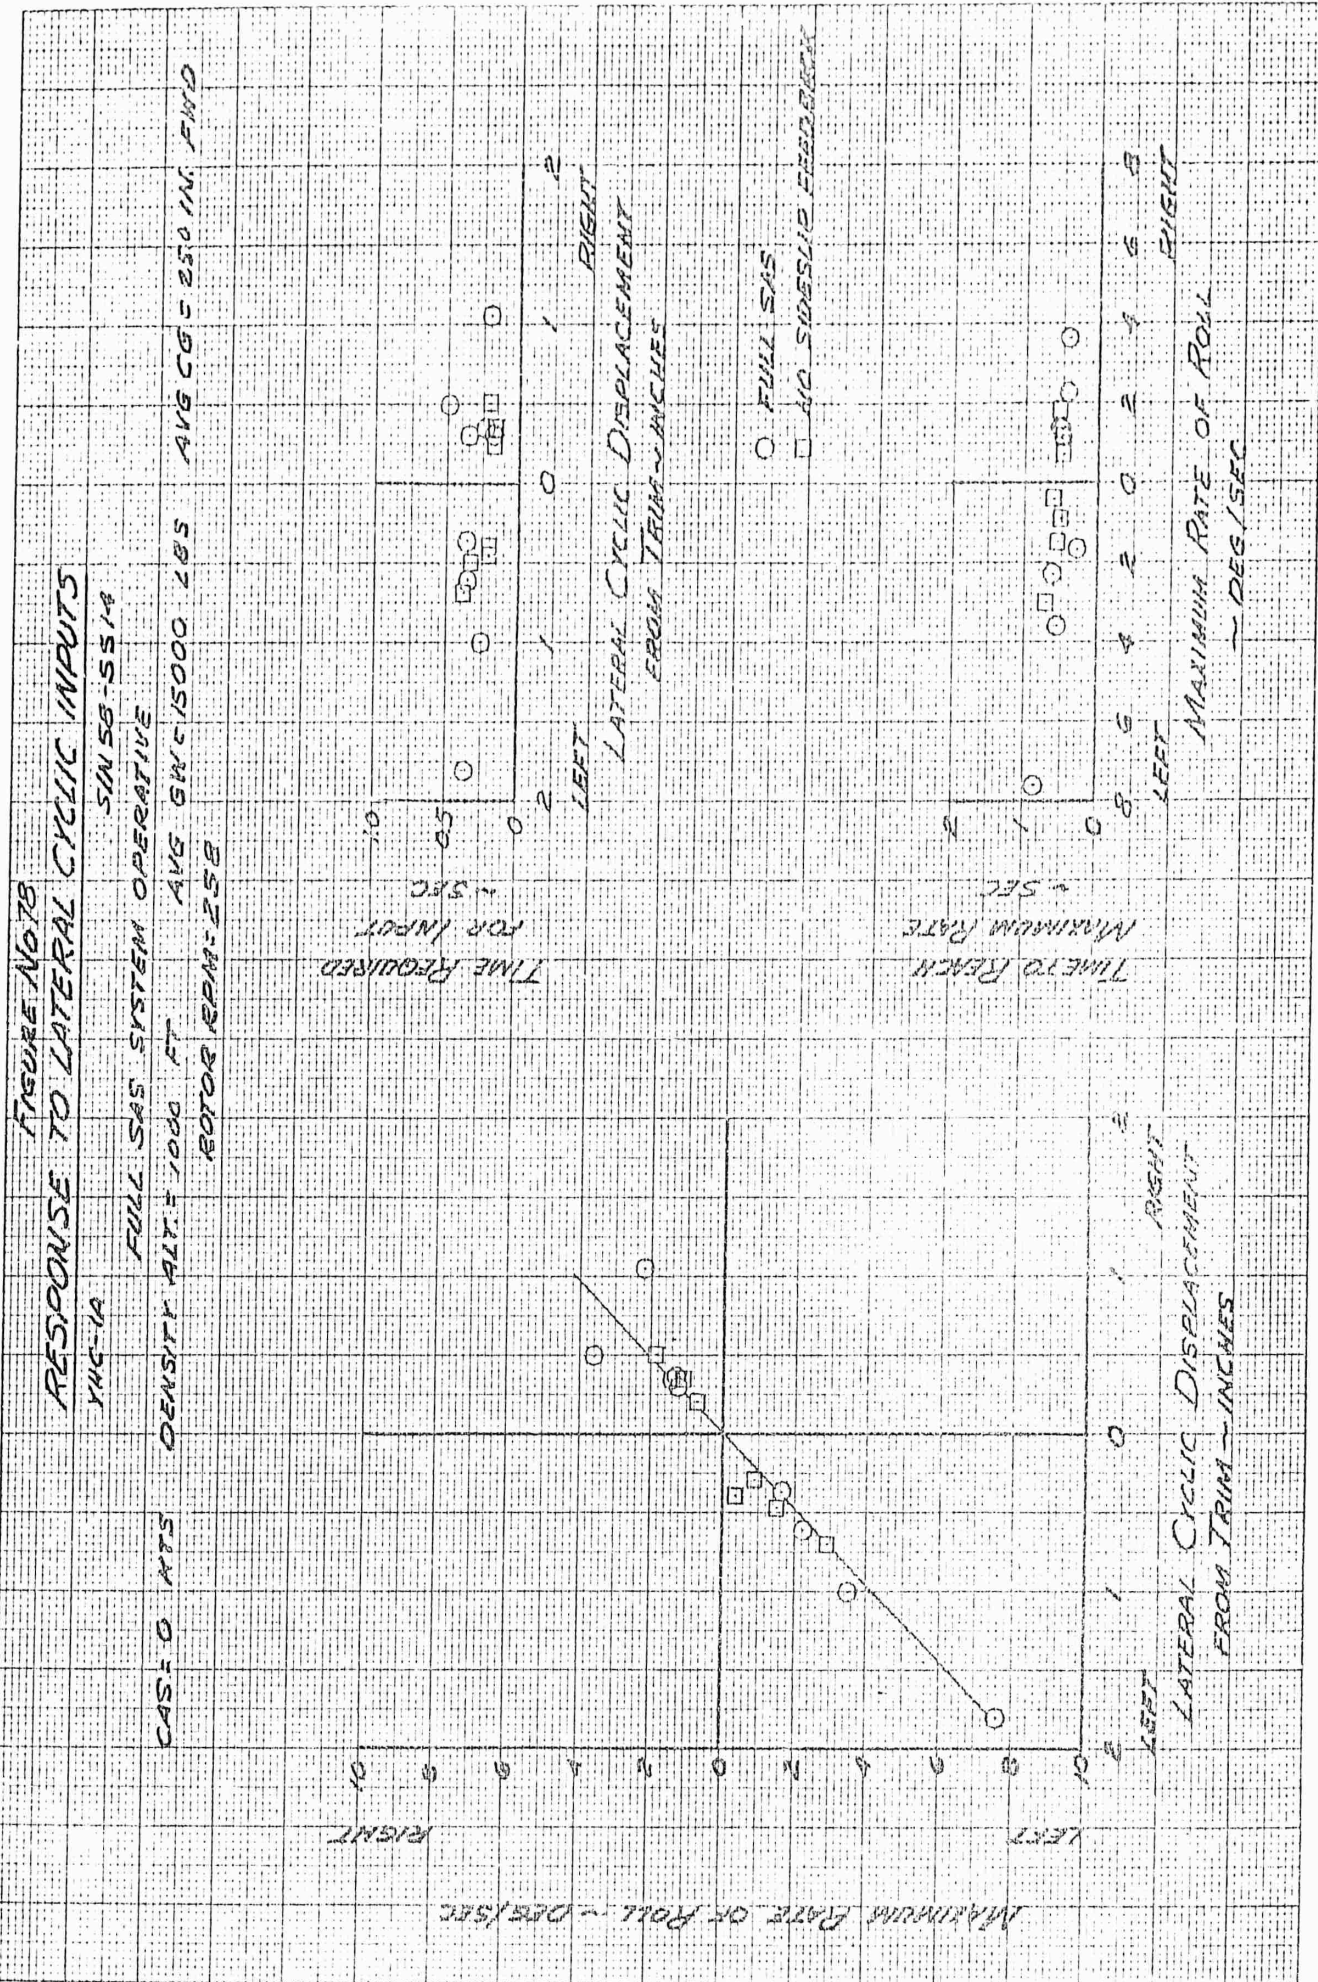 FIGURE No 78
RESPONSE TO LATERAL CYCLIC INPUTS
YHC-1A S/N 58-5514
FULL SAS SYSTEM OPERATIVE
CAS = 0 KTS DENSITY ALT = 1000 FT AVG GW = 15000 LBS AVG CG = 25.0 IN. FWD
ROTOR RPM = 258
MAXIMUM RATE OF ROLL ~ DEG/SEC
RIGHT
LEFT
10
8
6
4
2
0
2
4
6
8
10
2 1 0 1 2
LEFT RIGHT
LATERAL CYCLIC DISPLACEMENT
FROM TRIM ~ INCHES
TIME REQUIRED
FOR INPUT
~ SEC
1.0
0.5
0
2 1 0 1 2
LEFT RIGHT
LATERAL CYCLIC DISPLACEMENT
FROM TRIM ~ INCHES
FULL SAS
NO SIDESLIP FEEDBACK
TIME TO REACH
MAXIMUM RATE
~ SEC
2
1
0
8 6 4 2 0 2 4 6 8
LEFT RIGHT
MAXIMUM RATE OF ROLL
~ DEG/SEC